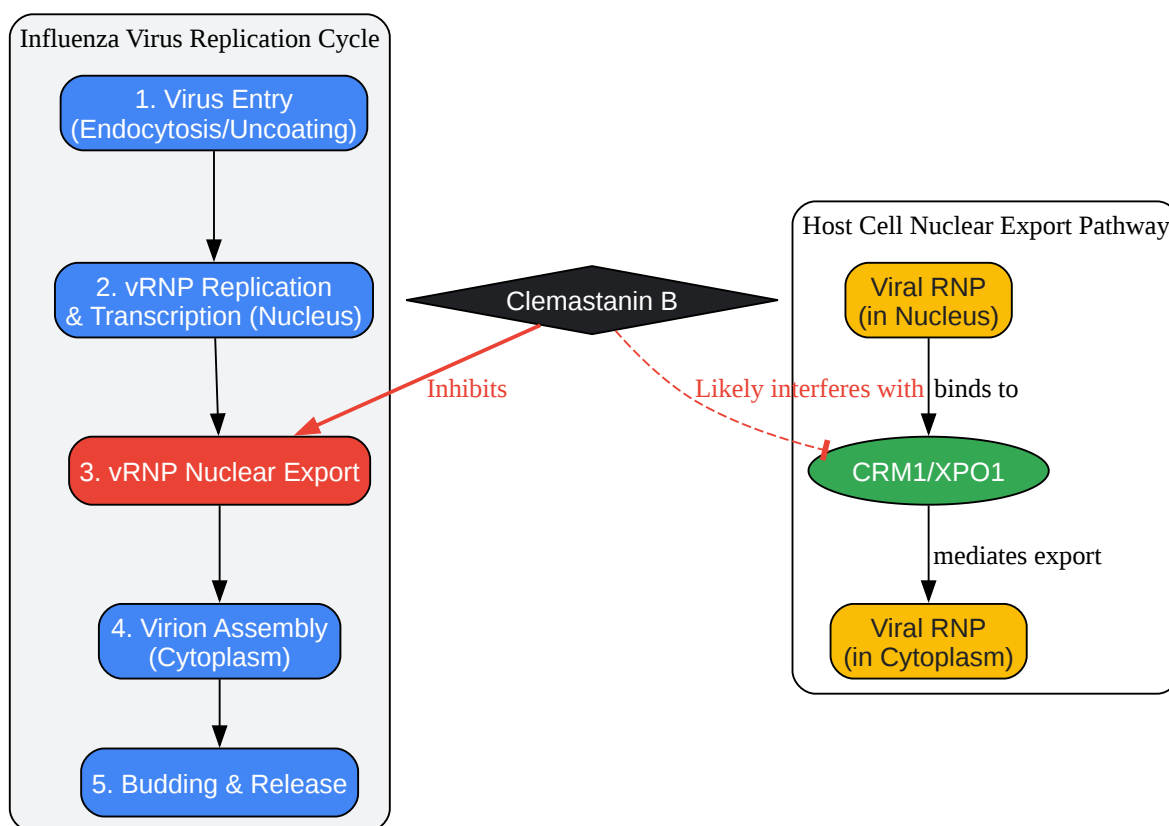 Influenza Virus Replication Cycle
1. Virus Entry
(Endocytosis/Uncoating)
2. vRNP Replication
& Transcription (Nucleus)
3. vRNP Nuclear Export
4. Virion Assembly
(Cytoplasm)
5. Budding & Release
Clemastanin B
Inhibits
Likely interferes with
Host Cell Nuclear Export Pathway
Viral RNP
(in Nucleus)
binds to
CRM1/XPO1
mediates export
Viral RNP
(in Cytoplasm)